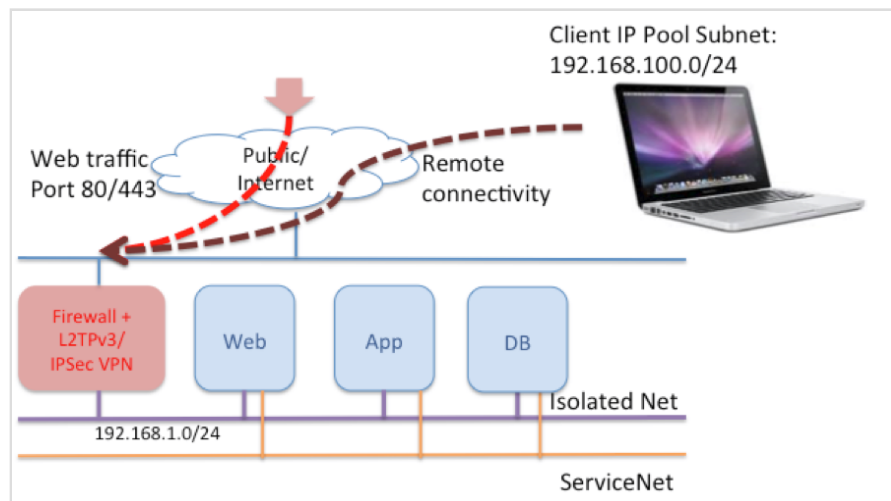 Client IP Pool Subnet:
192.168.100.0/24
Web traffic
Port 80/443
Public/
Internet
Remote
connectivity
Firewall +
L2TPv3/
IPSec VPN
Web
App
DB
Isolated Net
192.168.1.0/24
ServiceNet